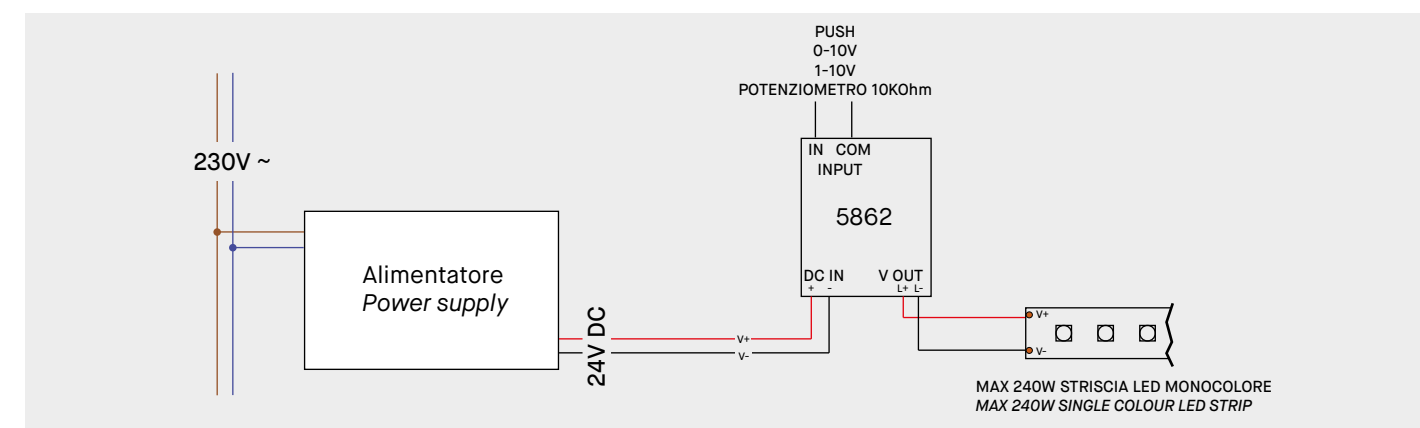 PUSH
0-10V
1-10V
POTENZIOMETRO 10KOhm
230V ~
IN COM
INPUT
5862
DC IN V OUT
+ - L+ L-
Alimentatore
Power supply
24V DC
V+
V-
V+
V-
MAX 240W STRISCIA LED MONOCOLORE
MAX 240W SINGLE COLOUR LED STRIP